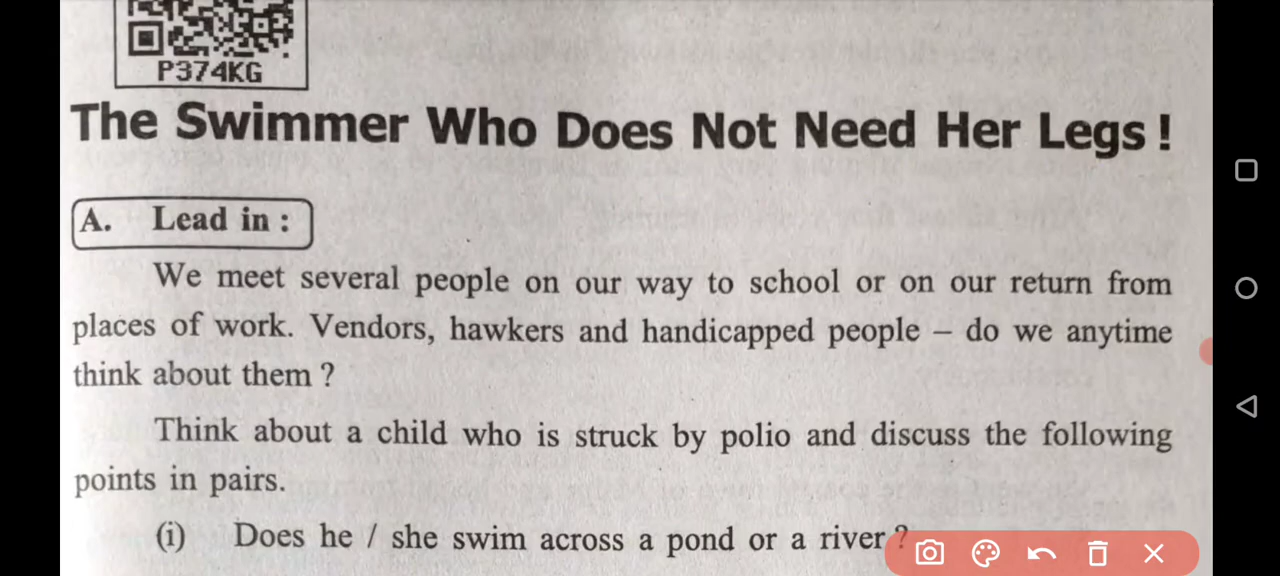 P374KG
The Swimmer Who Does Not Need Her Legs !
A. Lead in :
We meet several people on our way to school or on our return from
places of work. Vendors, hawkers and handicapped people – do we anytime
think about them ?
Think about a child who is struck by polio and discuss the following
points in pairs.
(i) Does he / she swim across a pond or a river ?